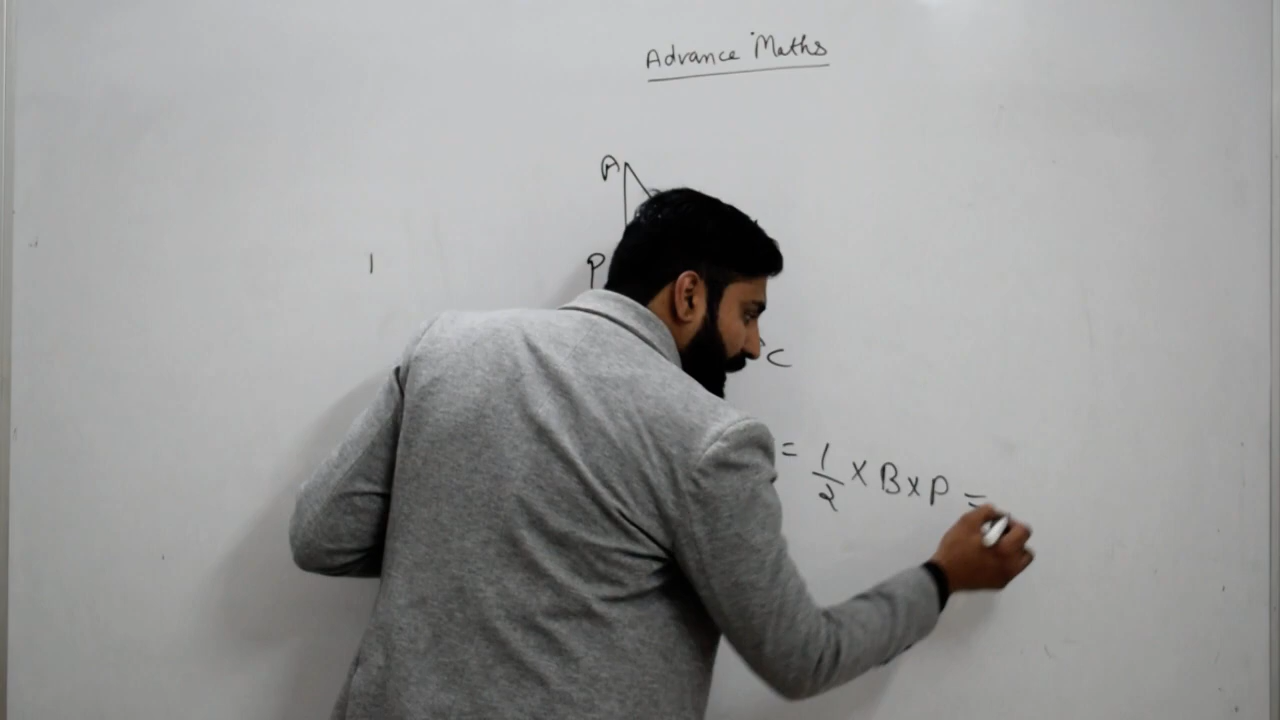 Advance Maths
A
P
C
= 1/2 × B × P =